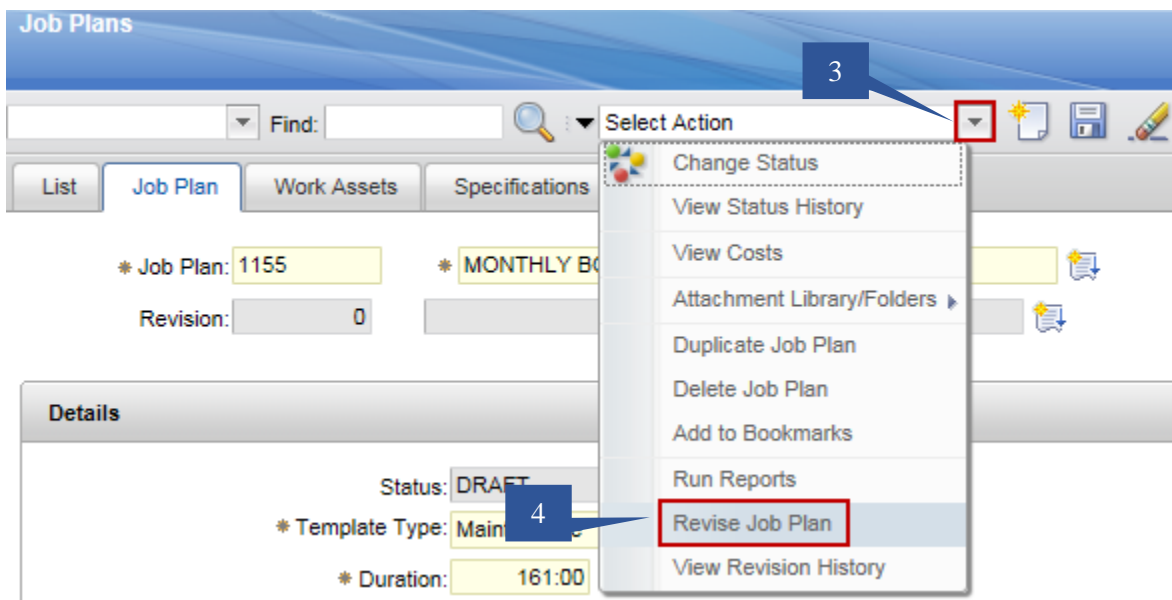 Job Plans
3
Find:
Select Action
List
Job Plan
Work Assets
Specifications
Change Status
View Status History
View Costs
Attachment Library/Folders
Duplicate Job Plan
Delete Job Plan
Add to Bookmarks
Run Reports
Revise Job Plan
View Revision History
* Job Plan: 1155
* MONTHLY
Revision: 0
Details
Status: DRAFT
4
* Template Type:
* Duration: 161:00